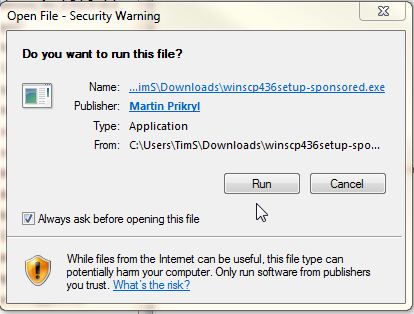 Open File - Security Warning
Do you want to run this file?
Name: ...imS\Downloads\winscp436setup-sponsored.exe
Publisher: Martin Prikryl
Type: Application
From: C:\Users\TimS\Downloads\winscp436setup-spo...
Run Cancel
Always ask before opening this file
While files from the Internet can be useful, this file type can
potentially harm your computer. Only run software from publishers
you trust. What's the risk?